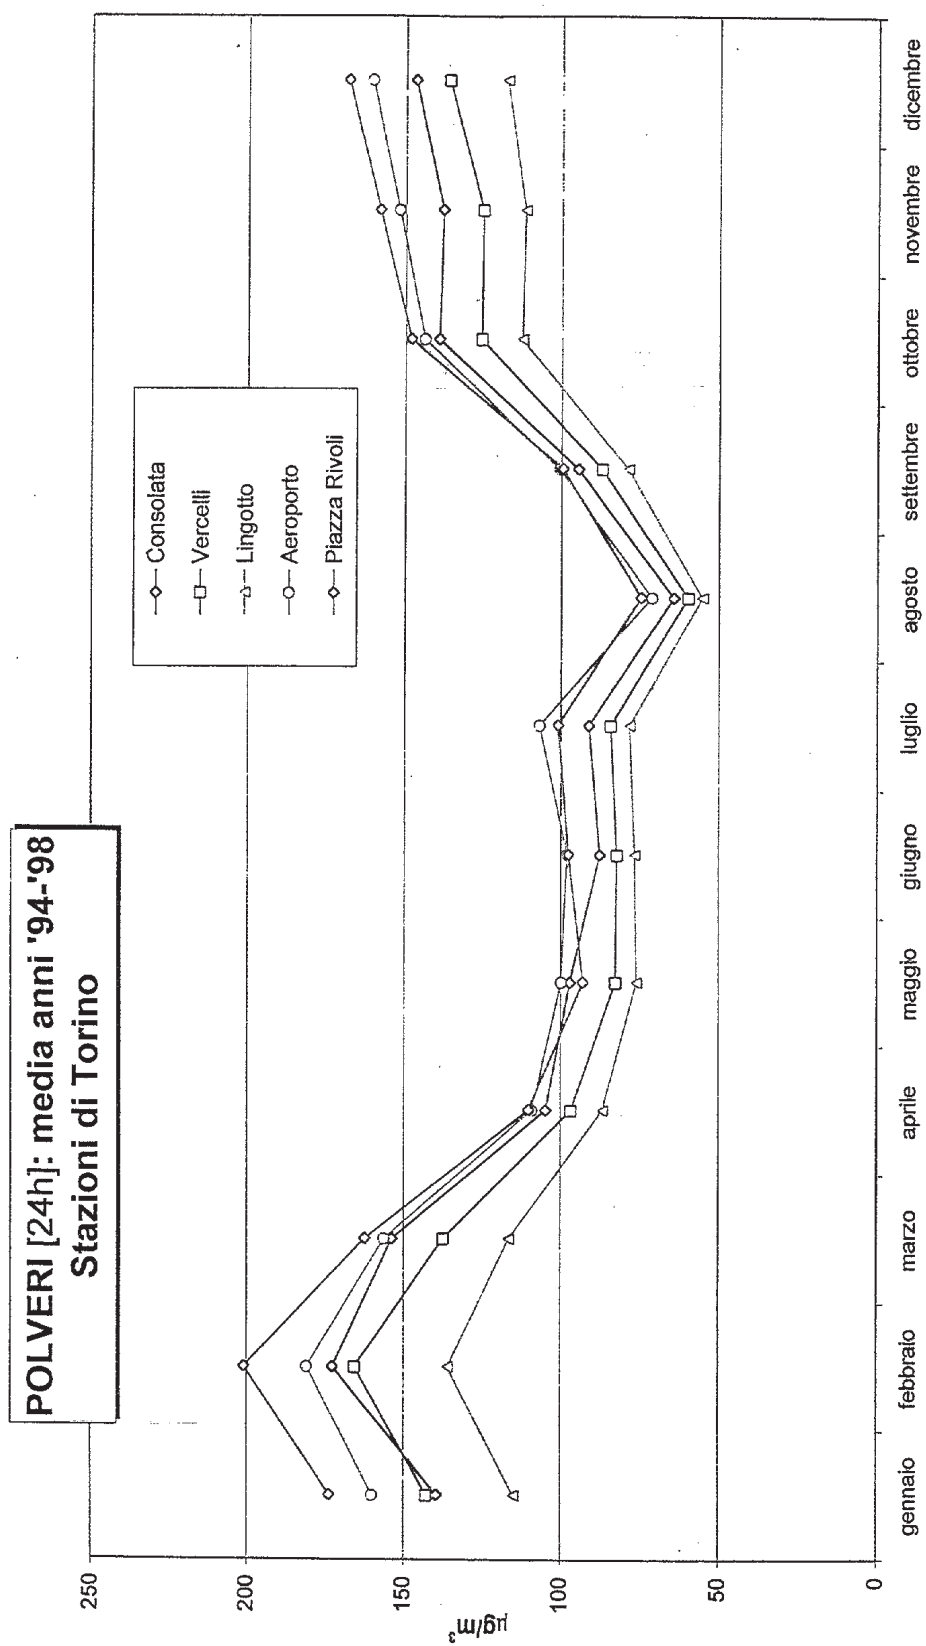 POLVERI [24h]: media anni '94-'98
Stazioni di Torino
Consolata
Vercelli
Lingotto
Aeroporto
Piazza Rivoli
µg/m³
250
200
150
100
50
0
gennaio
febbraio
marzo
aprile
maggio
giugno
luglio
agosto
settembre
ottobre
novembre
dicembre